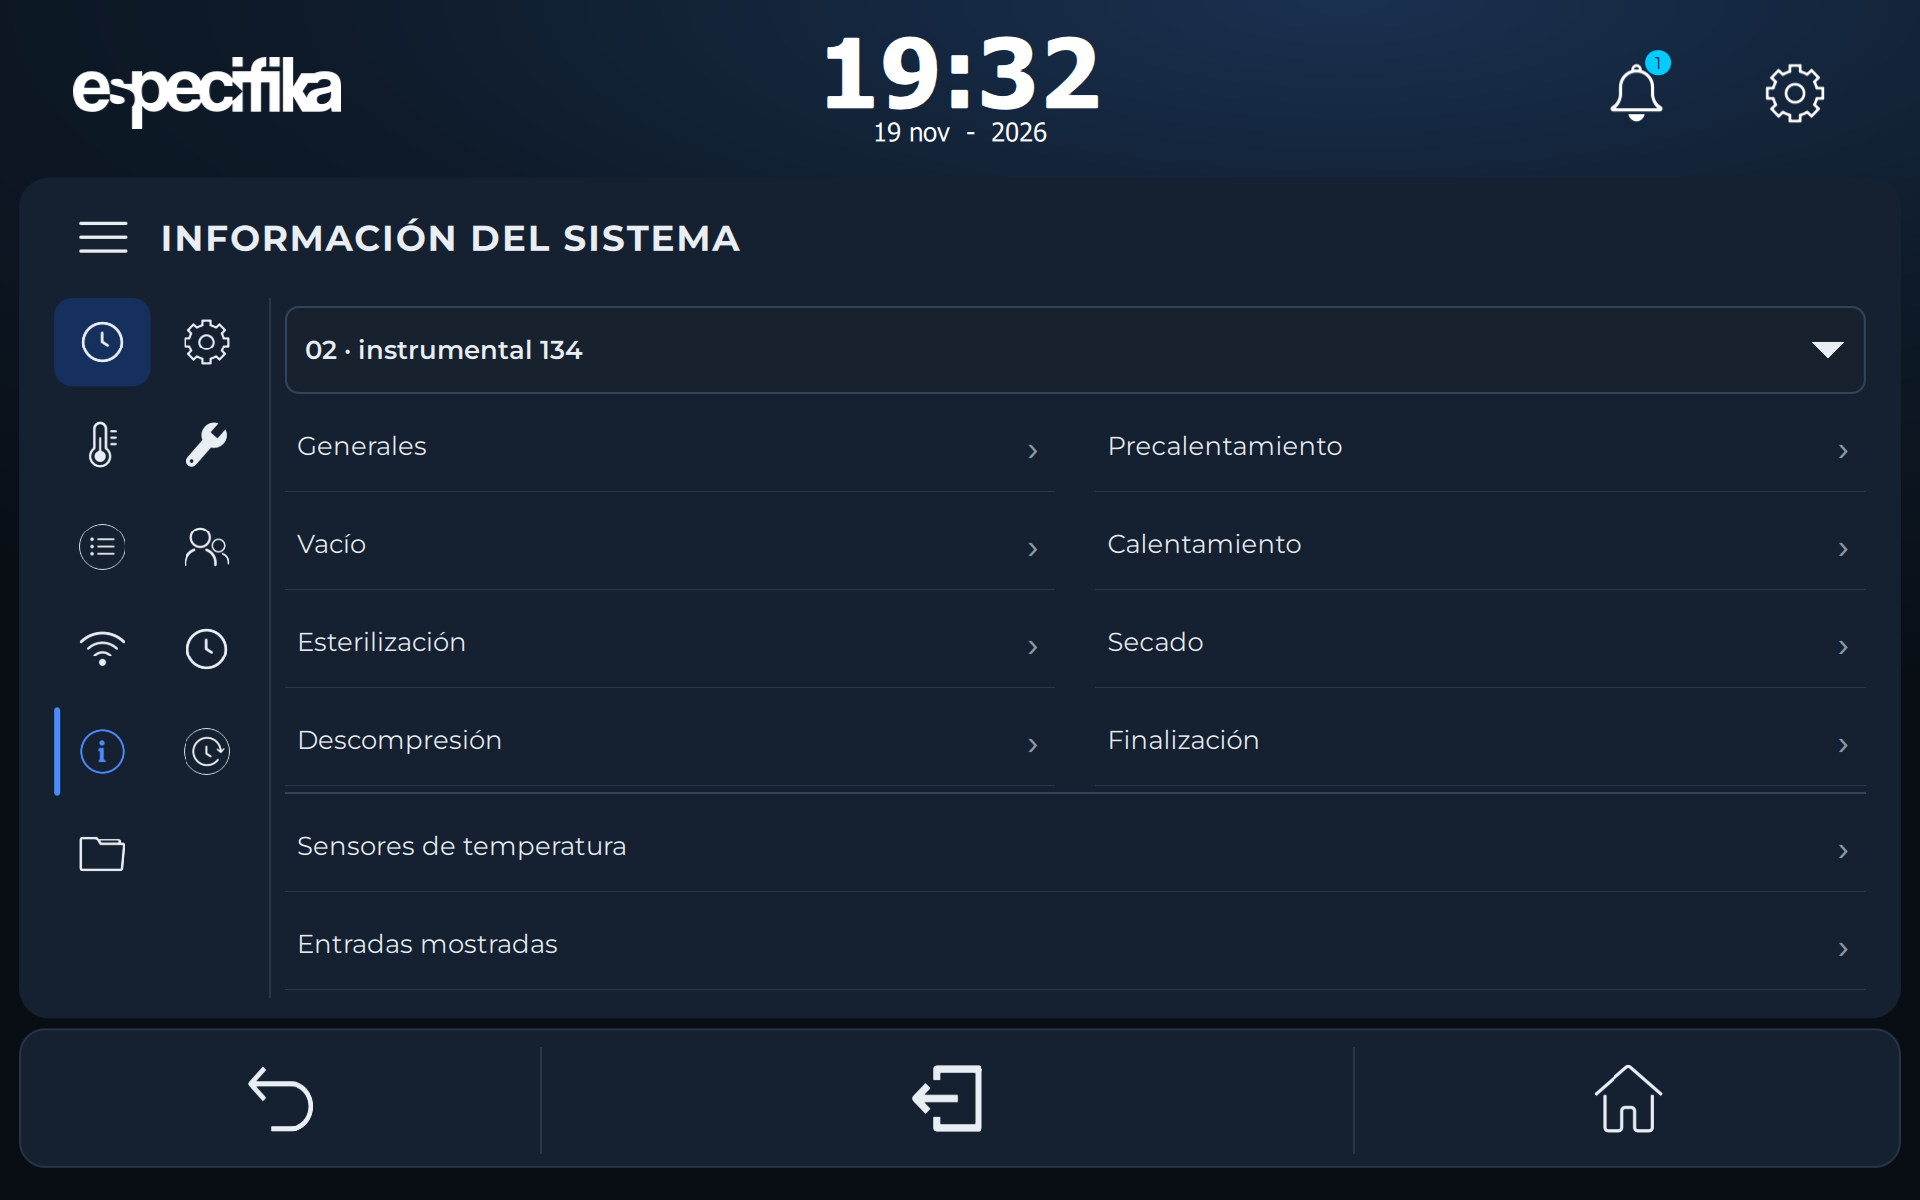 especifika
19:32
19 nov - 2026
1
INFORMACIÓN DEL SISTEMA
02 · instrumental 134
Generales
Precalentamiento
Vacío
Calentamiento
Esterilización
Secado
Descompresión
Finalización
Sensores de temperatura
Entradas mostradas